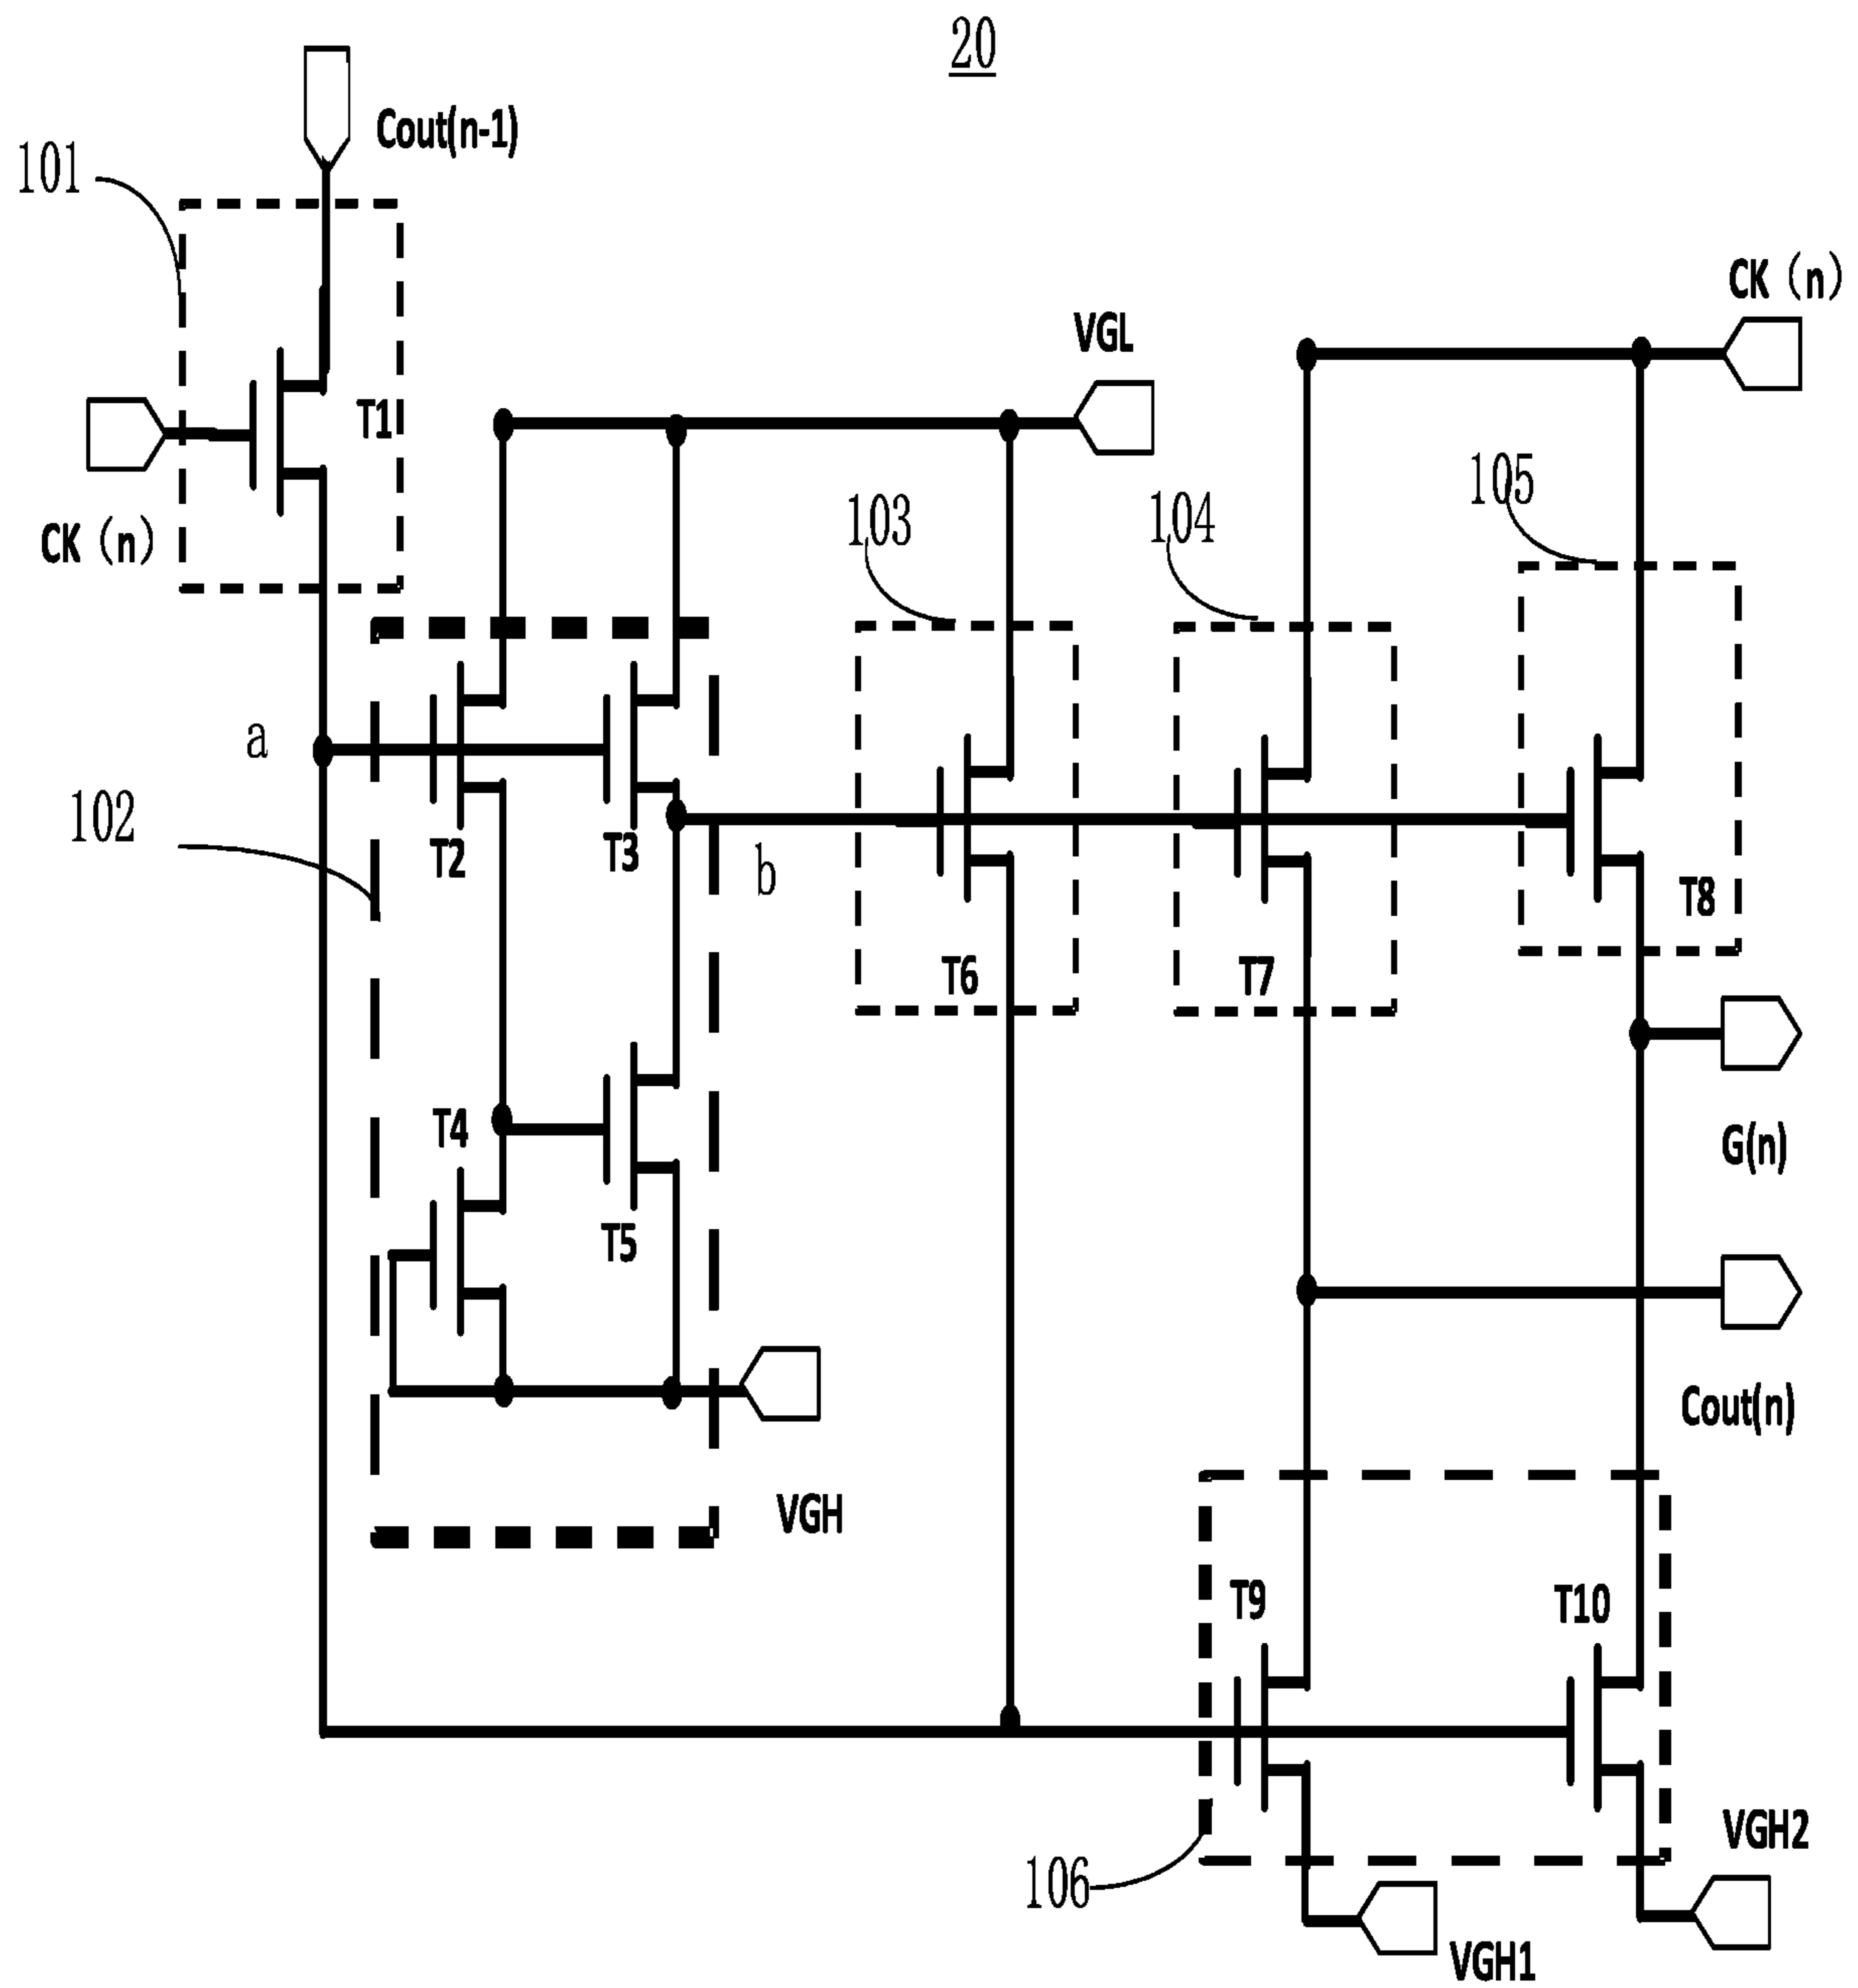 20
Cout(n-1)
101
CK (n)
VGL
T1
105
103
104
CK (n)
a
102
T2
T3
b
T8
T6
T7
T4
G(n)
T5
Cout(n)
VGH
T9
T10
VGH2
106
VGH1